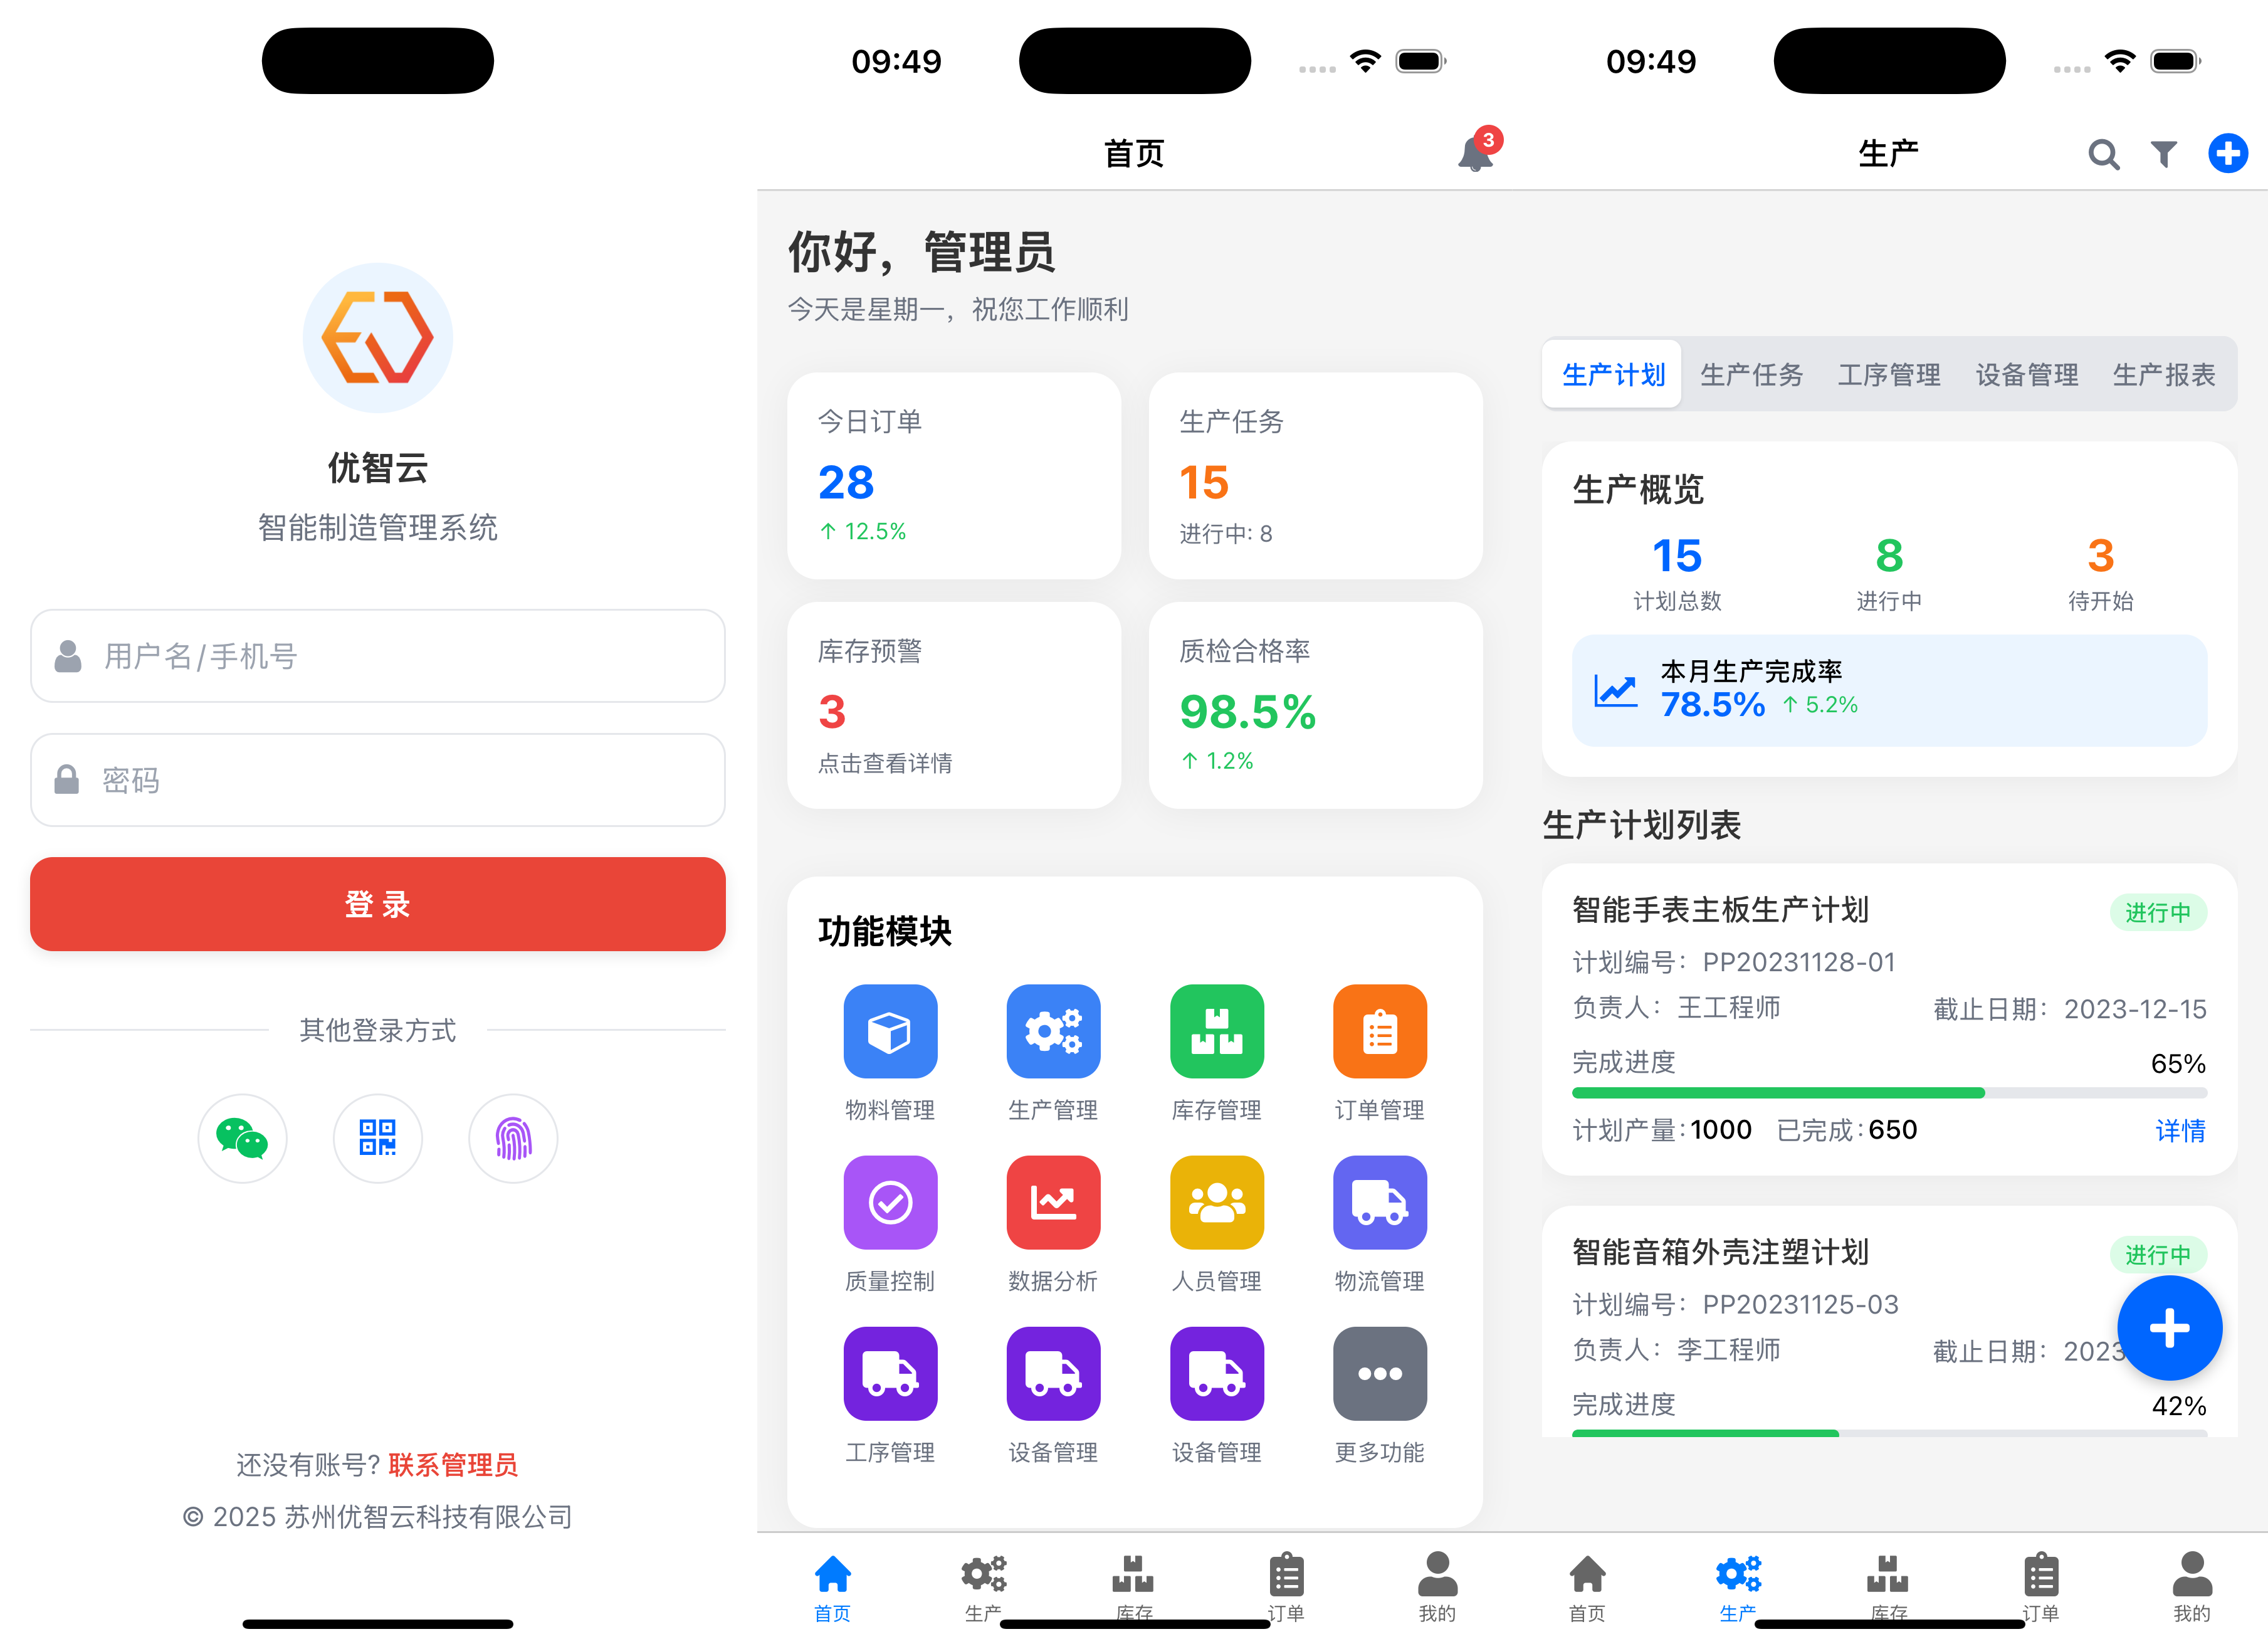 优智云
智能制造管理系统
用户名/手机号
密码
登 录
其他登录方式
还没有账号? 联系管理员
© 2025 苏州优智云科技有限公司
09:49
首页
3
你好，管理员
今天是星期一，祝您工作顺利
今日订单
28
↑ 12.5%
生产任务
15
进行中: 8
库存预警
3
点击查看详情
质检合格率
98.5%
↑ 1.2%
功能模块
物料管理
生产管理
库存管理
订单管理
质量控制
数据分析
人员管理
物流管理
工序管理
设备管理
设备管理
更多功能
首页
生产
库存
订单
我的
09:49
生产
生产计划
生产任务
工序管理
设备管理
生产报表
生产概览
15
计划总数
8
进行中
3
待开始
本月生产完成率
78.5% ↑ 5.2%
生产计划列表
智能手表主板生产计划
进行中
计划编号：PP20231128-01
负责人：王工程师
截止日期：2023-12-15
完成进度
65%
计划产量:1000 已完成:650
详情
智能音箱外壳注塑计划
进行中
计划编号：PP20231125-03
负责人：李工程师
截止日期：2023
完成进度
42%
首页
生产
库存
订单
我的